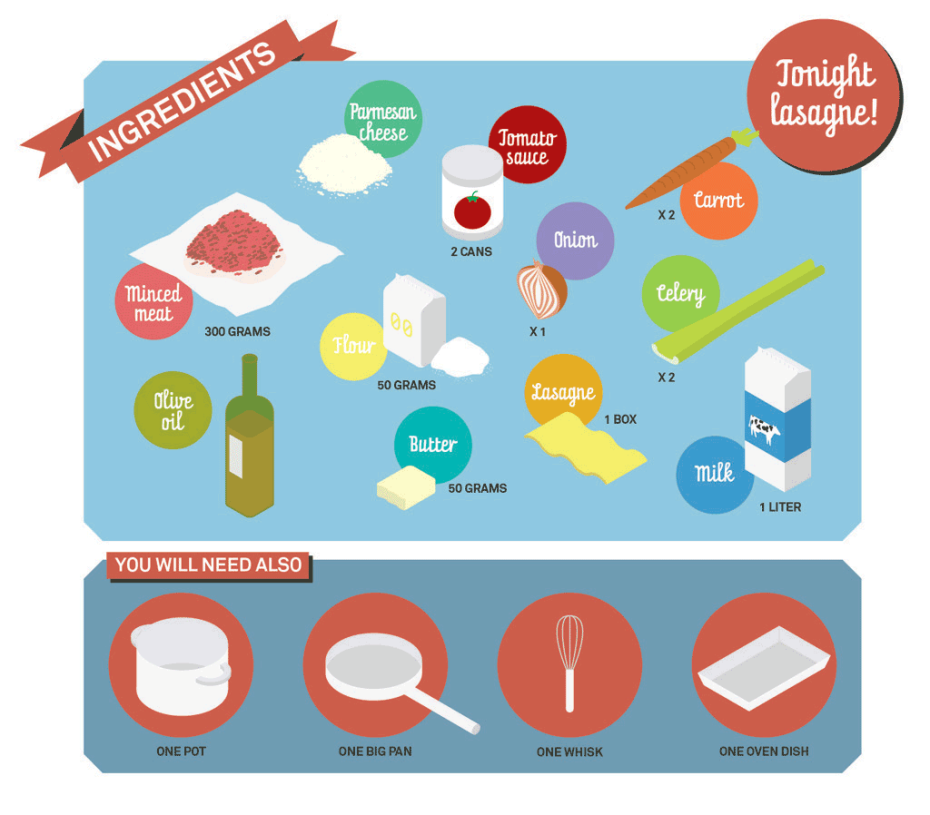 INGREDIENTS
Tonight
lasagne!
Parmesan
cheese
Tomato
sauce
2 CANS
Carrot
X 2
Onion
X 1
Minced
meat
300 GRAMS
Celery
X 2
Flour
00
50 GRAMS
Olive
oil
Lasagne
1 BOX
Butter
50 GRAMS
Milk
1 LITER
YOU WILL NEED ALSO
ONE POT
ONE BIG PAN
ONE WHISK
ONE OVEN DISH